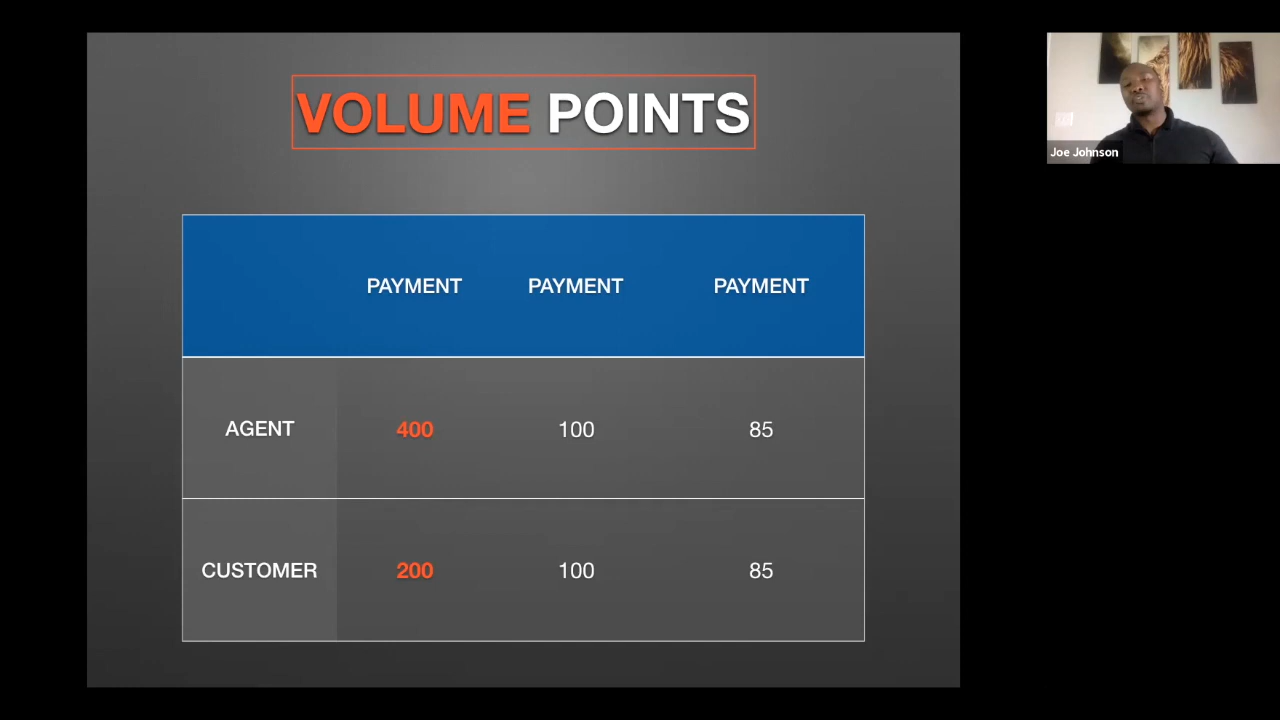 VOLUME POINTS
PAYMENT PAYMENT PAYMENT
AGENT 400 100 85
CUSTOMER 200 100 85
Joe Johnson